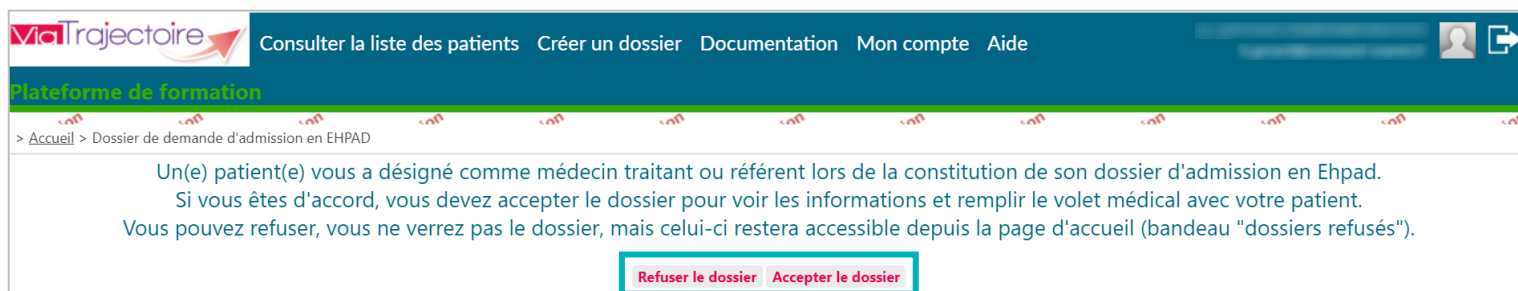 ViaTrajectoire
Consulter la liste des patients Créer un dossier Documentation Mon compte Aide
Plateforme de formation
> Accueil > Dossier de demande d'admission en EHPAD
Un(e) patient(e) vous a désigné comme médecin traitant ou référent lors de la constitution de son dossier d'admission en Ehpad.
Si vous êtes d'accord, vous devez accepter le dossier pour voir les informations et remplir le volet médical avec votre patient.
Vous pouvez refuser, vous ne verrez pas le dossier, mais celui-ci restera accessible depuis la page d'accueil (bandeau "dossiers refusés").
Refuser le dossier Accepter le dossier